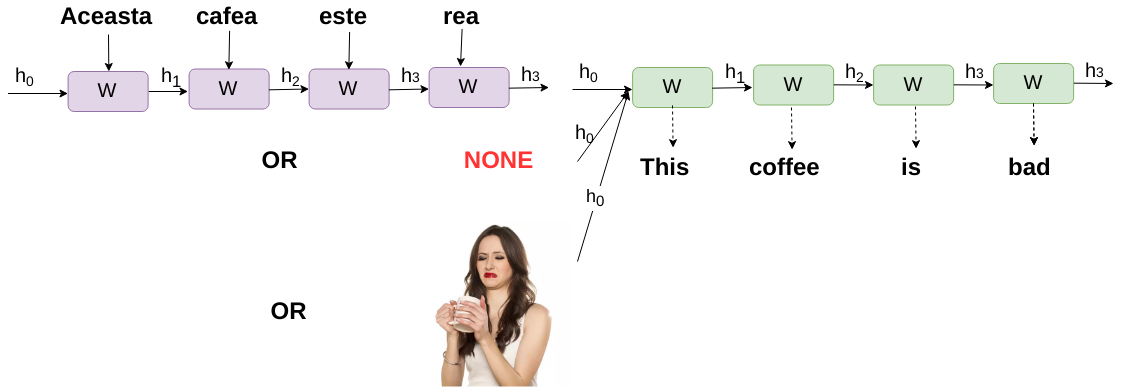 Aceasta cafea este rea
h0 W h1 W h2 W h3 W h3
h0 W h1 W h2 W h3 W h3
h0
OR NONE
This coffee is bad
h0
OR